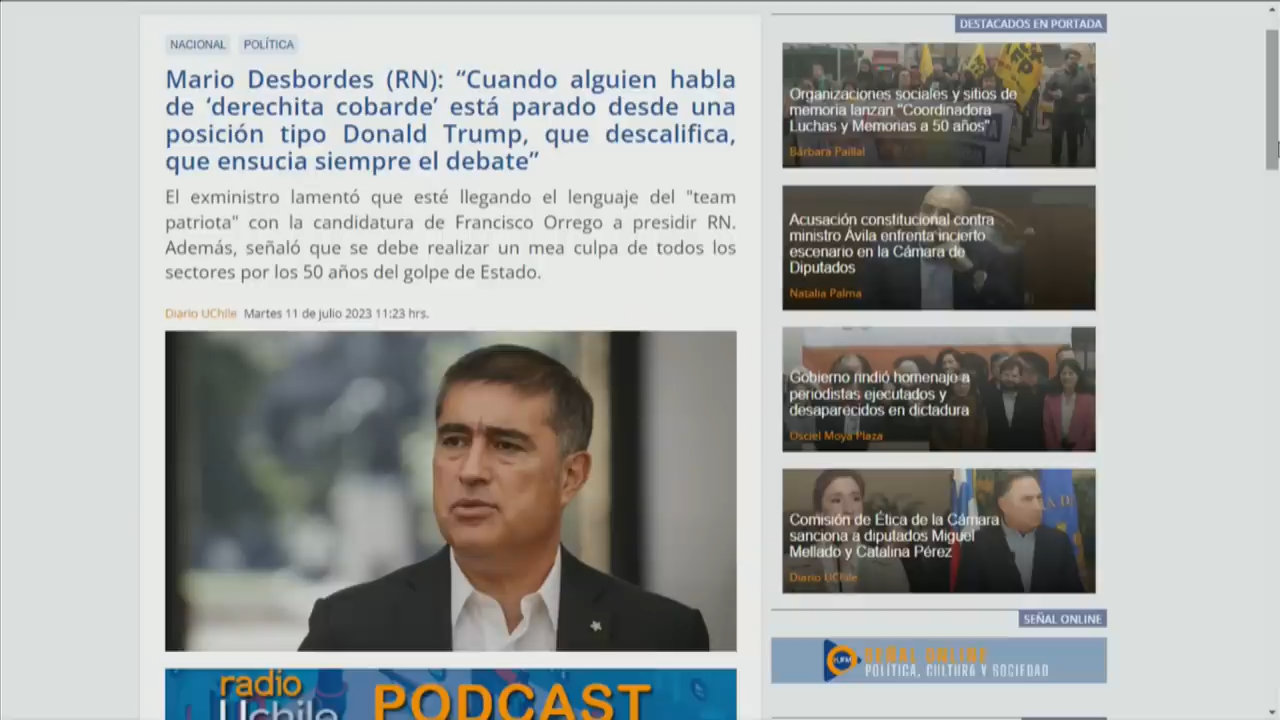 NACIONAL POLÍTICA
Mario Desbordes (RN): “Cuando alguien habla
de ‘derechita cobarde’ está parado desde una
posición tipo Donald Trump, que descalifica,
que ensucia siempre el debate”
El exministro lamentó que esté llegando el lenguaje del "team
patriota" con la candidatura de Francisco Orrego a presidir RN.
Además, señaló que se debe realizar un mea culpa de todos los
sectores por los 50 años del golpe de Estado.
Diario UChile Martes 11 de julio 2023 11:23 hrs.
radio
Uchile
PODCAST
DESTACADOS EN PORTADA
Organizaciones sociales y sitios de
memoria lanzan "Coordinadora
Luchas y Memorias a 50 años"
Bárbara Paillal
Acusación constitucional contra
ministro Ávila enfrenta incierto
escenario en la Cámara de
Diputados
Natalia Palma
Gobierno rindió homenaje a
periodistas ejecutados y
desaparecidos en dictadura
Osciel Moya Plaza
Comisión de Ética de la Cámara
sanciona a diputados Miguel
Mellado y Catalina Pérez
Diario UChile
SEÑAL ONLINE
SEÑAL ONLINE
POLÍTICA, CULTURA Y SOCIEDAD